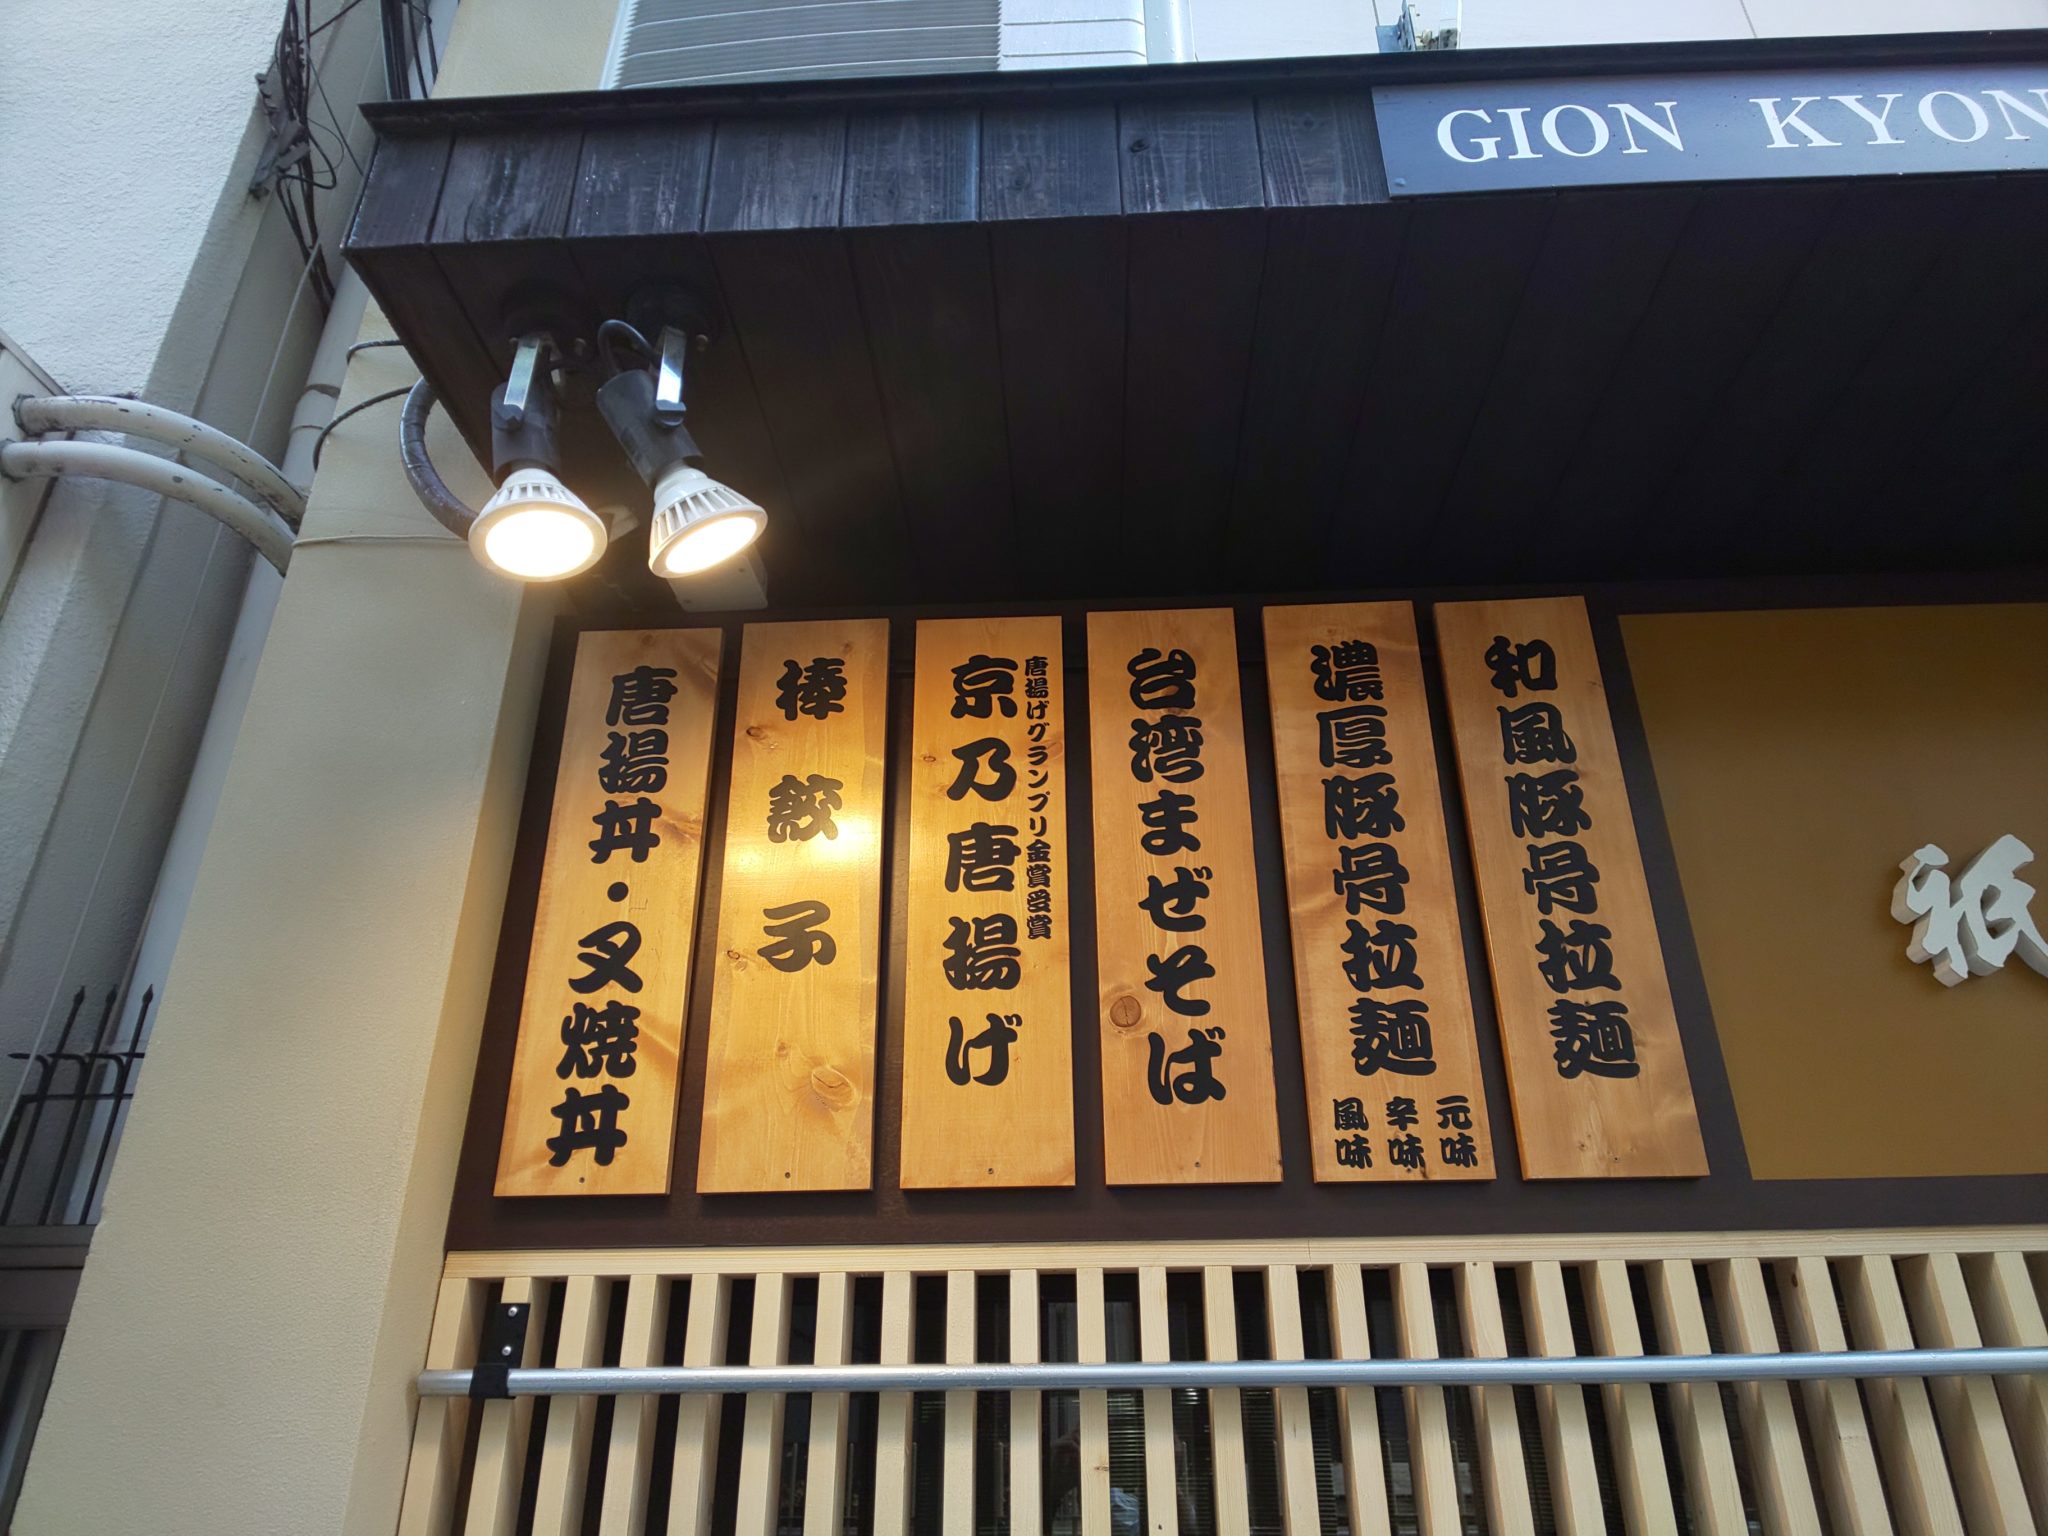 GION KYON
和風豚骨拉麺
濃厚豚骨拉麺
元味
辛味
風味
台湾まぜそば
唐揚げグランプリ金賞受賞
京乃唐揚げ
棒餃子
唐揚丼・叉焼丼
祇